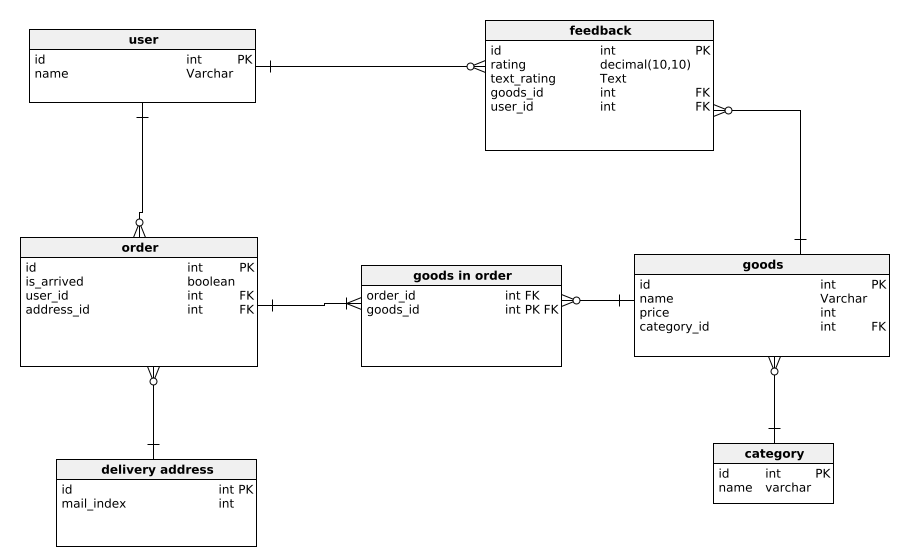 user
id int PK
name Varchar
feedback
id int PK
rating decimal(10,10)
text_rating Text
goods_id int FK
user_id int FK
order
id int PK
is_arrived boolean
user_id int FK
address_id int FK
goods in order
order_id int FK
goods_id int PK FK
goods
id int PK
name Varchar
price int
category_id int FK
delivery address
id int PK
mail_index int
category
id int PK
name varchar